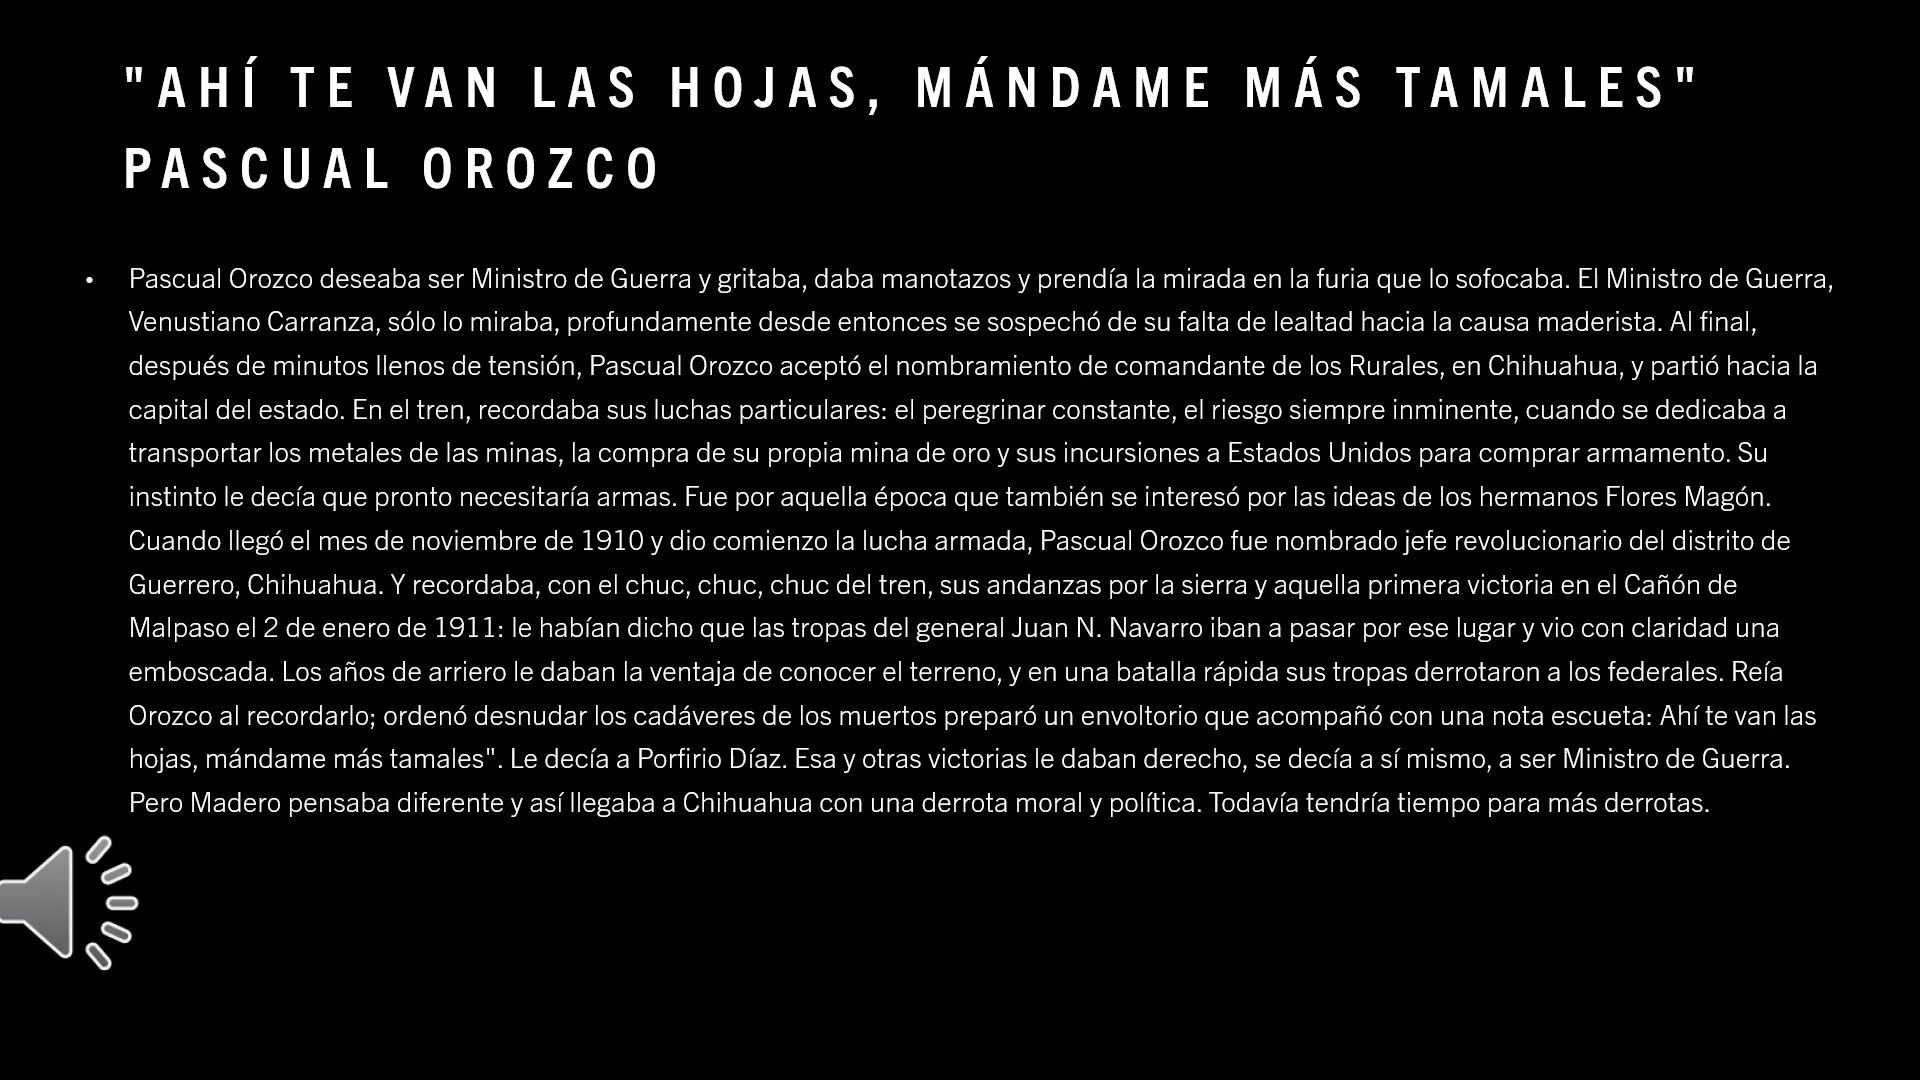 "AHÍ TE VAN LAS HOJAS, MÁNDAME MÁS TAMALES"
PASCUAL OROZCO
• Pascual Orozco deseaba ser Ministro de Guerra y gritaba, daba manotazos y prendía la mirada en la furia que lo sofocaba. El Ministro de Guerra,
Venustiano Carranza, sólo lo miraba, profundamente desde entonces se sospechó de su falta de lealtad hacia la causa maderista. Al final,
después de minutos llenos de tensión, Pascual Orozco aceptó el nombramiento de comandante de los Rurales, en Chihuahua, y partió hacia la
capital del estado. En el tren, recordaba sus luchas particulares: el peregrinar constante, el riesgo siempre inminente, cuando se dedicaba a
transportar los metales de las minas, la compra de su propia mina de oro y sus incursiones a Estados Unidos para comprar armamento. Su
instinto le decía que pronto necesitaría armas. Fue por aquella época que también se interesó por las ideas de los hermanos Flores Magón.
Cuando llegó el mes de noviembre de 1910 y dio comienzo la lucha armada, Pascual Orozco fue nombrado jefe revolucionario del distrito de
Guerrero, Chihuahua. Y recordaba, con el chuc, chuc, chuc del tren, sus andanzas por la sierra y aquella primera victoria en el Cañón de
Malpaso el 2 de enero de 1911: le habían dicho que las tropas del general Juan N. Navarro iban a pasar por ese lugar y vio con claridad una
emboscada. Los años de arriero le daban la ventaja de conocer el terreno, y en una batalla rápida sus tropas derrotaron a los federales. Reía
Orozco al recordarlo; ordenó desnudar los cadáveres de los muertos preparó un envoltorio que acompañó con una nota escueta: Ahí te van las
hojas, mándame más tamales". Le decía a Porfirio Díaz. Esa y otras victorias le daban derecho, se decía a sí mismo, a ser Ministro de Guerra.
Pero Madero pensaba diferente y así llegaba a Chihuahua con una derrota moral y política. Todavía tendría tiempo para más derrotas.